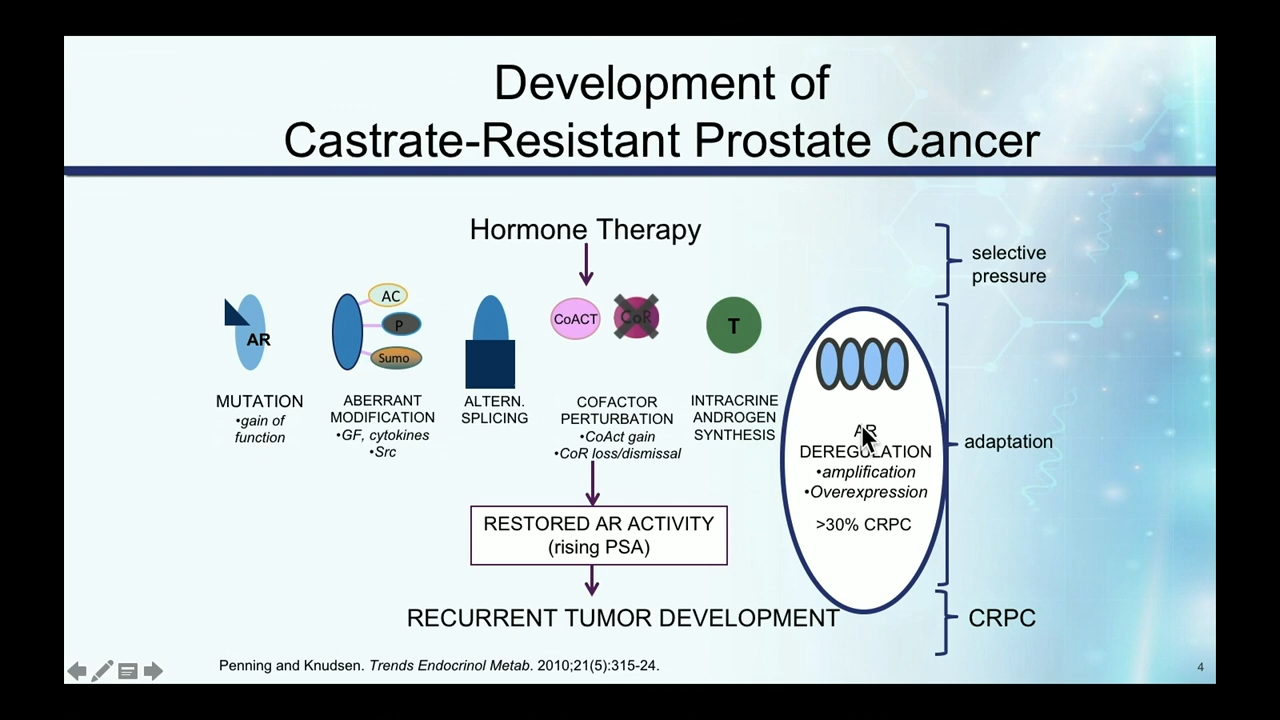 Development of
Castrate-Resistant Prostate Cancer
Hormone Therapy
selective
pressure
AR
AC
P
Sumo
CoACT
CoR
T
MUTATION
•gain of
function
ABERRANT
MODIFICATION
•GF, cytokines
•Src
ALTERN.
SPLICING
COFACTOR
PERTURBATION
•CoAct gain
•CoR loss/dismissal
INTRACRINE
ANDROGEN
SYNTHESIS
AR
DEREGULATION
•amplification
•Overexpression
>30% CRPC
adaptation
RESTORED AR ACTIVITY
(rising PSA)
RECURRENT TUMOR DEVELOPMENT
CRPC
Penning and Knudsen. Trends Endocrinol Metab. 2010;21(5):315-24.
4